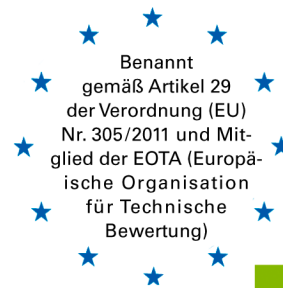 Benannt
gemäß Artikel 29
der Verordnung (EU)
Nr. 305/2011 und Mit-
glied der EOTA (Europä-
ische Organisation
für Technische
Bewertung)